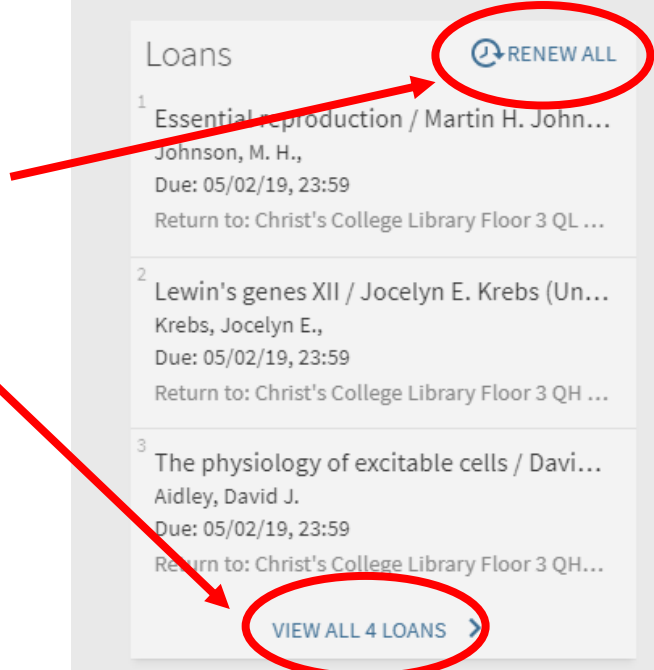 Loans
RENEW ALL
1
Essential reproduction / Martin H. John...
Johnson, M. H.,
Due: 05/02/19, 23:59
Return to: Christ's College Library Floor 3 QL ...
2
Lewin's genes XII / Jocelyn E. Krebs (Un...
Krebs, Jocelyn E.,
Due: 05/02/19, 23:59
Return to: Christ's College Library Floor 3 QH ...
3
The physiology of excitable cells / Davi...
Aidley, David J.
Due: 05/02/19, 23:59
Return to: Christ's College Library Floor 3 QH...
VIEW ALL 4 LOANS